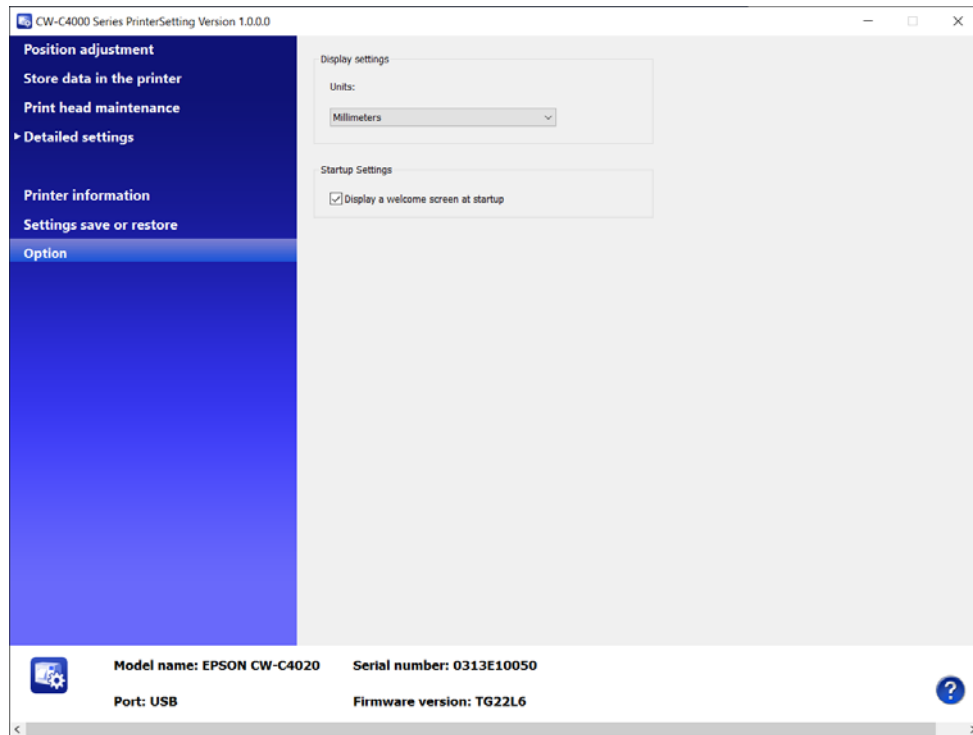 CW-C4000 Series PrinterSetting Version 1.0.0.0
Position adjustment
Store data in the printer
Print head maintenance
Detailed settings
Printer information
Settings save or restore
Option
Display settings
Units:
Millimeters
Startup Settings
Display a welcome screen at startup
Model name: EPSON CW-C4020
Serial number: 0313E10050
Port: USB
Firmware version: TG22L6
?